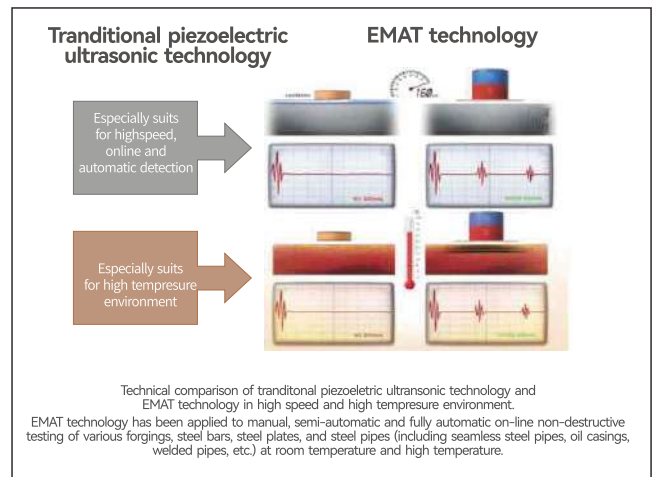 Tranditional piezoelectric
ultrasonic technology
EMAT technology
160
Especially suits
for highspeed,
online and
automatic detection
Especially suits
for high tempresure
environment
Technical comparison of tranditonal piezoeletric ultransonic technology and
EMAT technology in high speed and high tempresure environment.
EMAT technology has been applied to manual, semi-automatic and fully automatic on-line non-destructive
testing of various forgings, steel bars, steel plates, and steel pipes (including seamless steel pipes, oil casings,
welded pipes, etc.) at room temperature and high temperature.